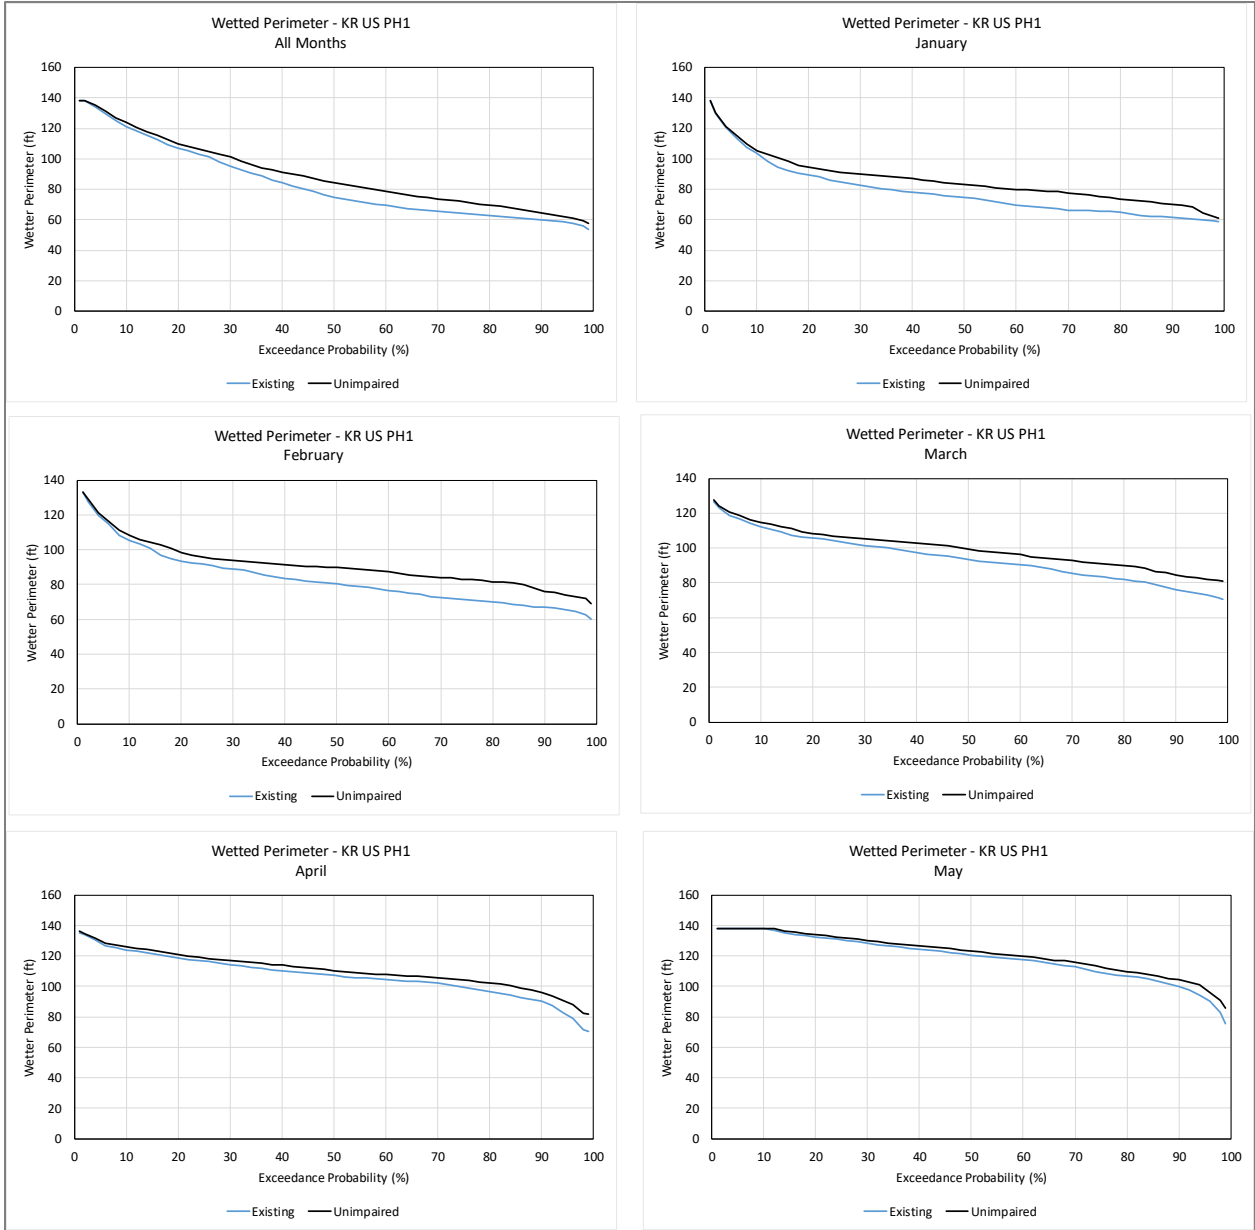 Wetted Perimeter - KR US PH1
All Months
Wetter Perimeter (ft)
160
140
120
100
80
60
40
20
0
0 10 20 30 40 50 60 70 80 90 100
Exceedance Probability (%)
Existing Unimpaired
Wetted Perimeter - KR US PH1
January
Wetter Perimeter (ft)
160
140
120
100
80
60
40
20
0
0 10 20 30 40 50 60 70 80 90 100
Exceedance Probability (%)
Existing Unimpaired
Wetted Perimeter - KR US PH1
February
Wetter Perimeter (ft)
140
120
100
80
60
40
20
0
0 10 20 30 40 50 60 70 80 90 100
Exceedance Probability (%)
Existing Unimpaired
Wetted Perimeter - KR US PH1
March
Wetter Perimeter (ft)
140
120
100
80
60
40
20
0
0 10 20 30 40 50 60 70 80 90 100
Exceedance Probability (%)
Existing Unimpaired
Wetted Perimeter - KR US PH1
April
Wetter Perimeter (ft)
160
140
120
100
80
60
40
20
0
0 10 20 30 40 50 60 70 80 90 100
Exceedance Probability (%)
Existing Unimpaired
Wetted Perimeter - KR US PH1
May
Wetter Perimeter (ft)
160
140
120
100
80
60
40
20
0
0 10 20 30 40 50 60 70 80 90 100
Exceedance Probability (%)
Existing Unimpaired